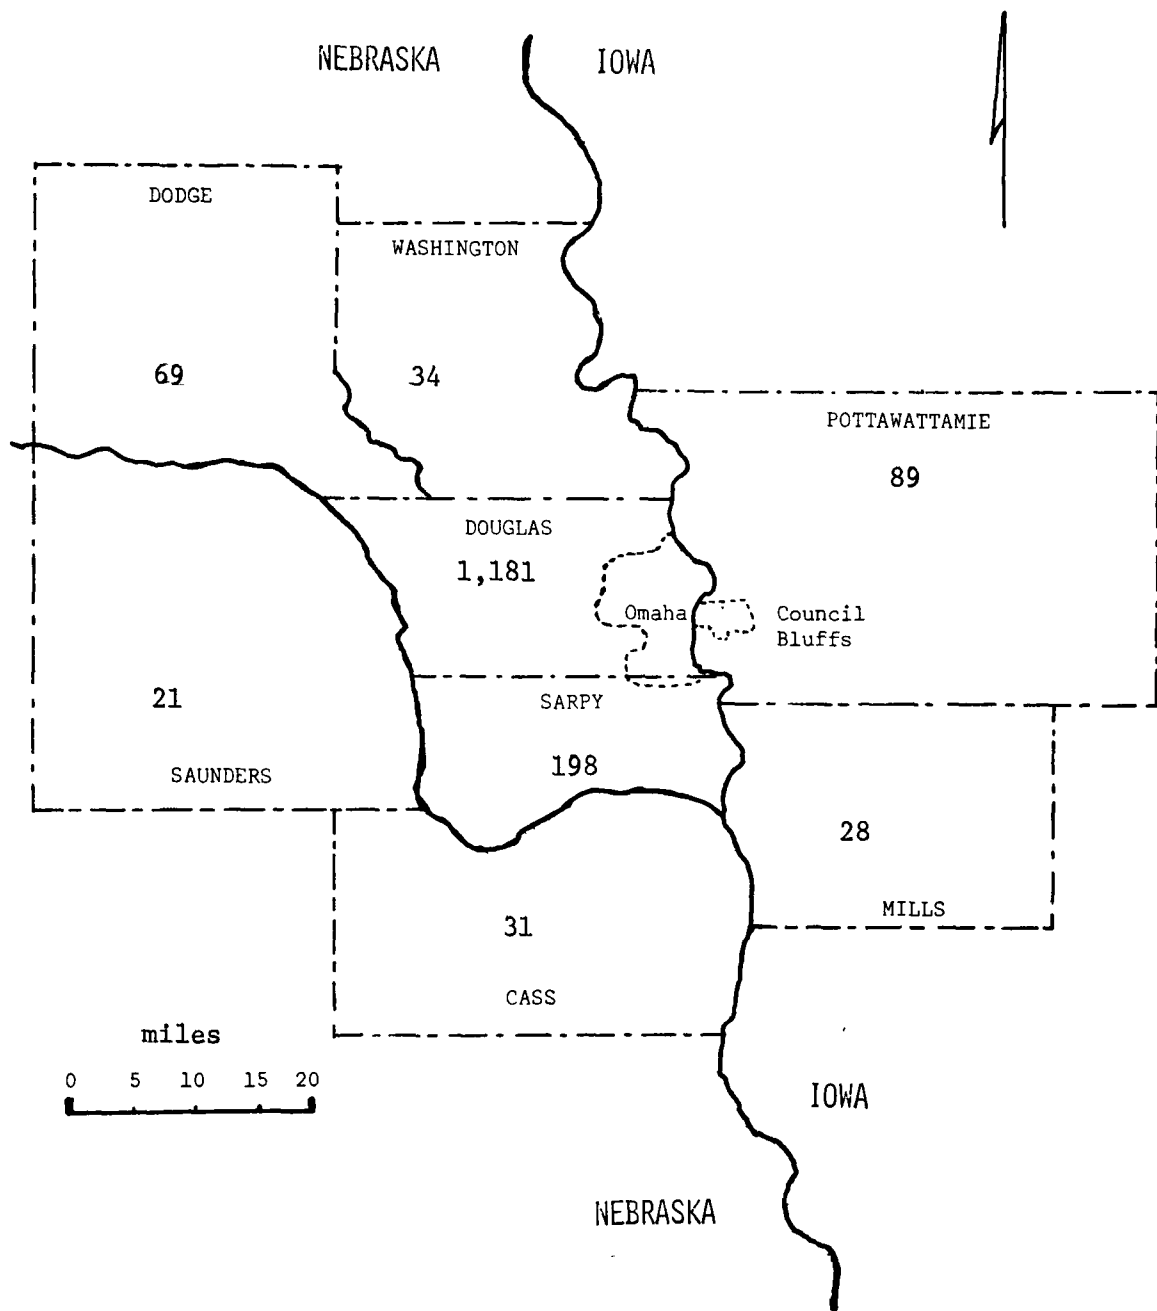 NEBRASKA IOWA
DODGE
WASHINGTON
69
34
POTTAWATTAMIE
89
DOUGLAS
1,181
Omaha
Council
Bluffs
21
SARPY
SAUNDERS
198
28
MILLS
31
CASS
miles
0 5 10 15 20
IOWA
NEBRASKA